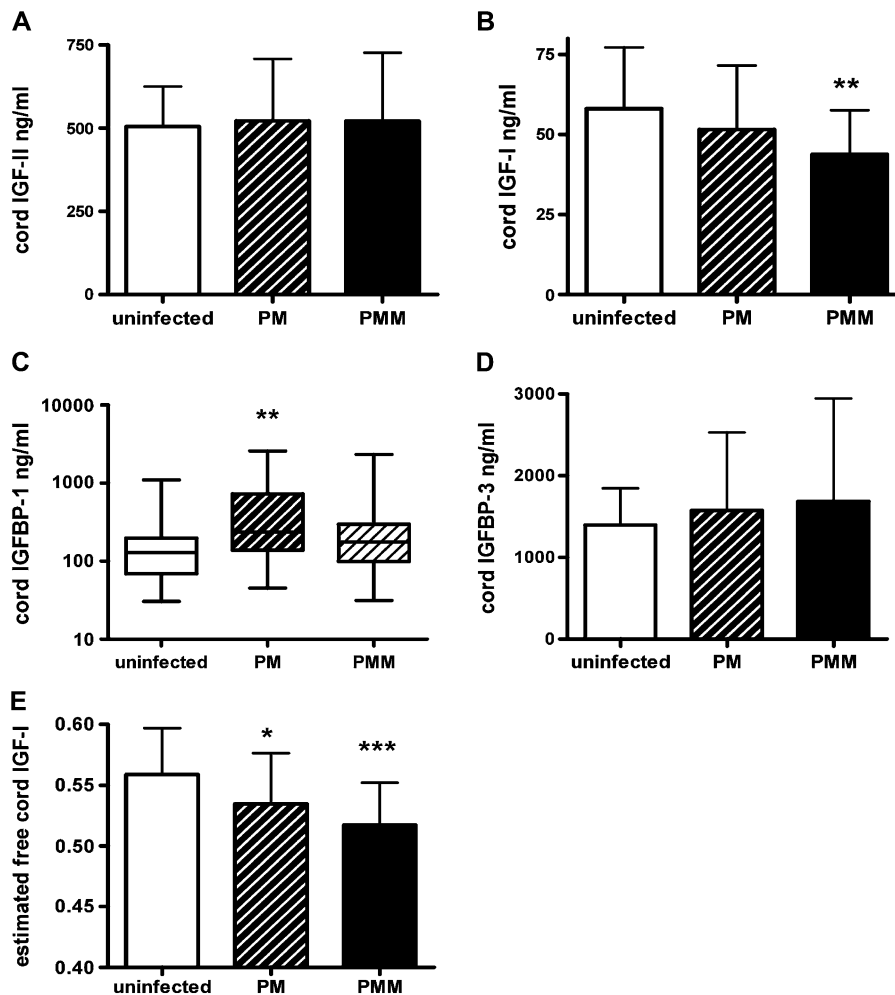 A
cord IGF-II ng/ml
750
500
250
0
uninfected PM PMM
B
cord IGF-I ng/ml
75
50
25
0
**
uninfected PM PMM
C
cord IGFBP-1 ng/ml
10000
1000
100
10
**
uninfected PM PMM
D
cord IGFBP-3 ng/ml
3000
2000
1000
0
uninfected PM PMM
E
estimated free cord IGF-I
0.60
0.55
0.50
0.45
0.40
* ***
uninfected PM PMM